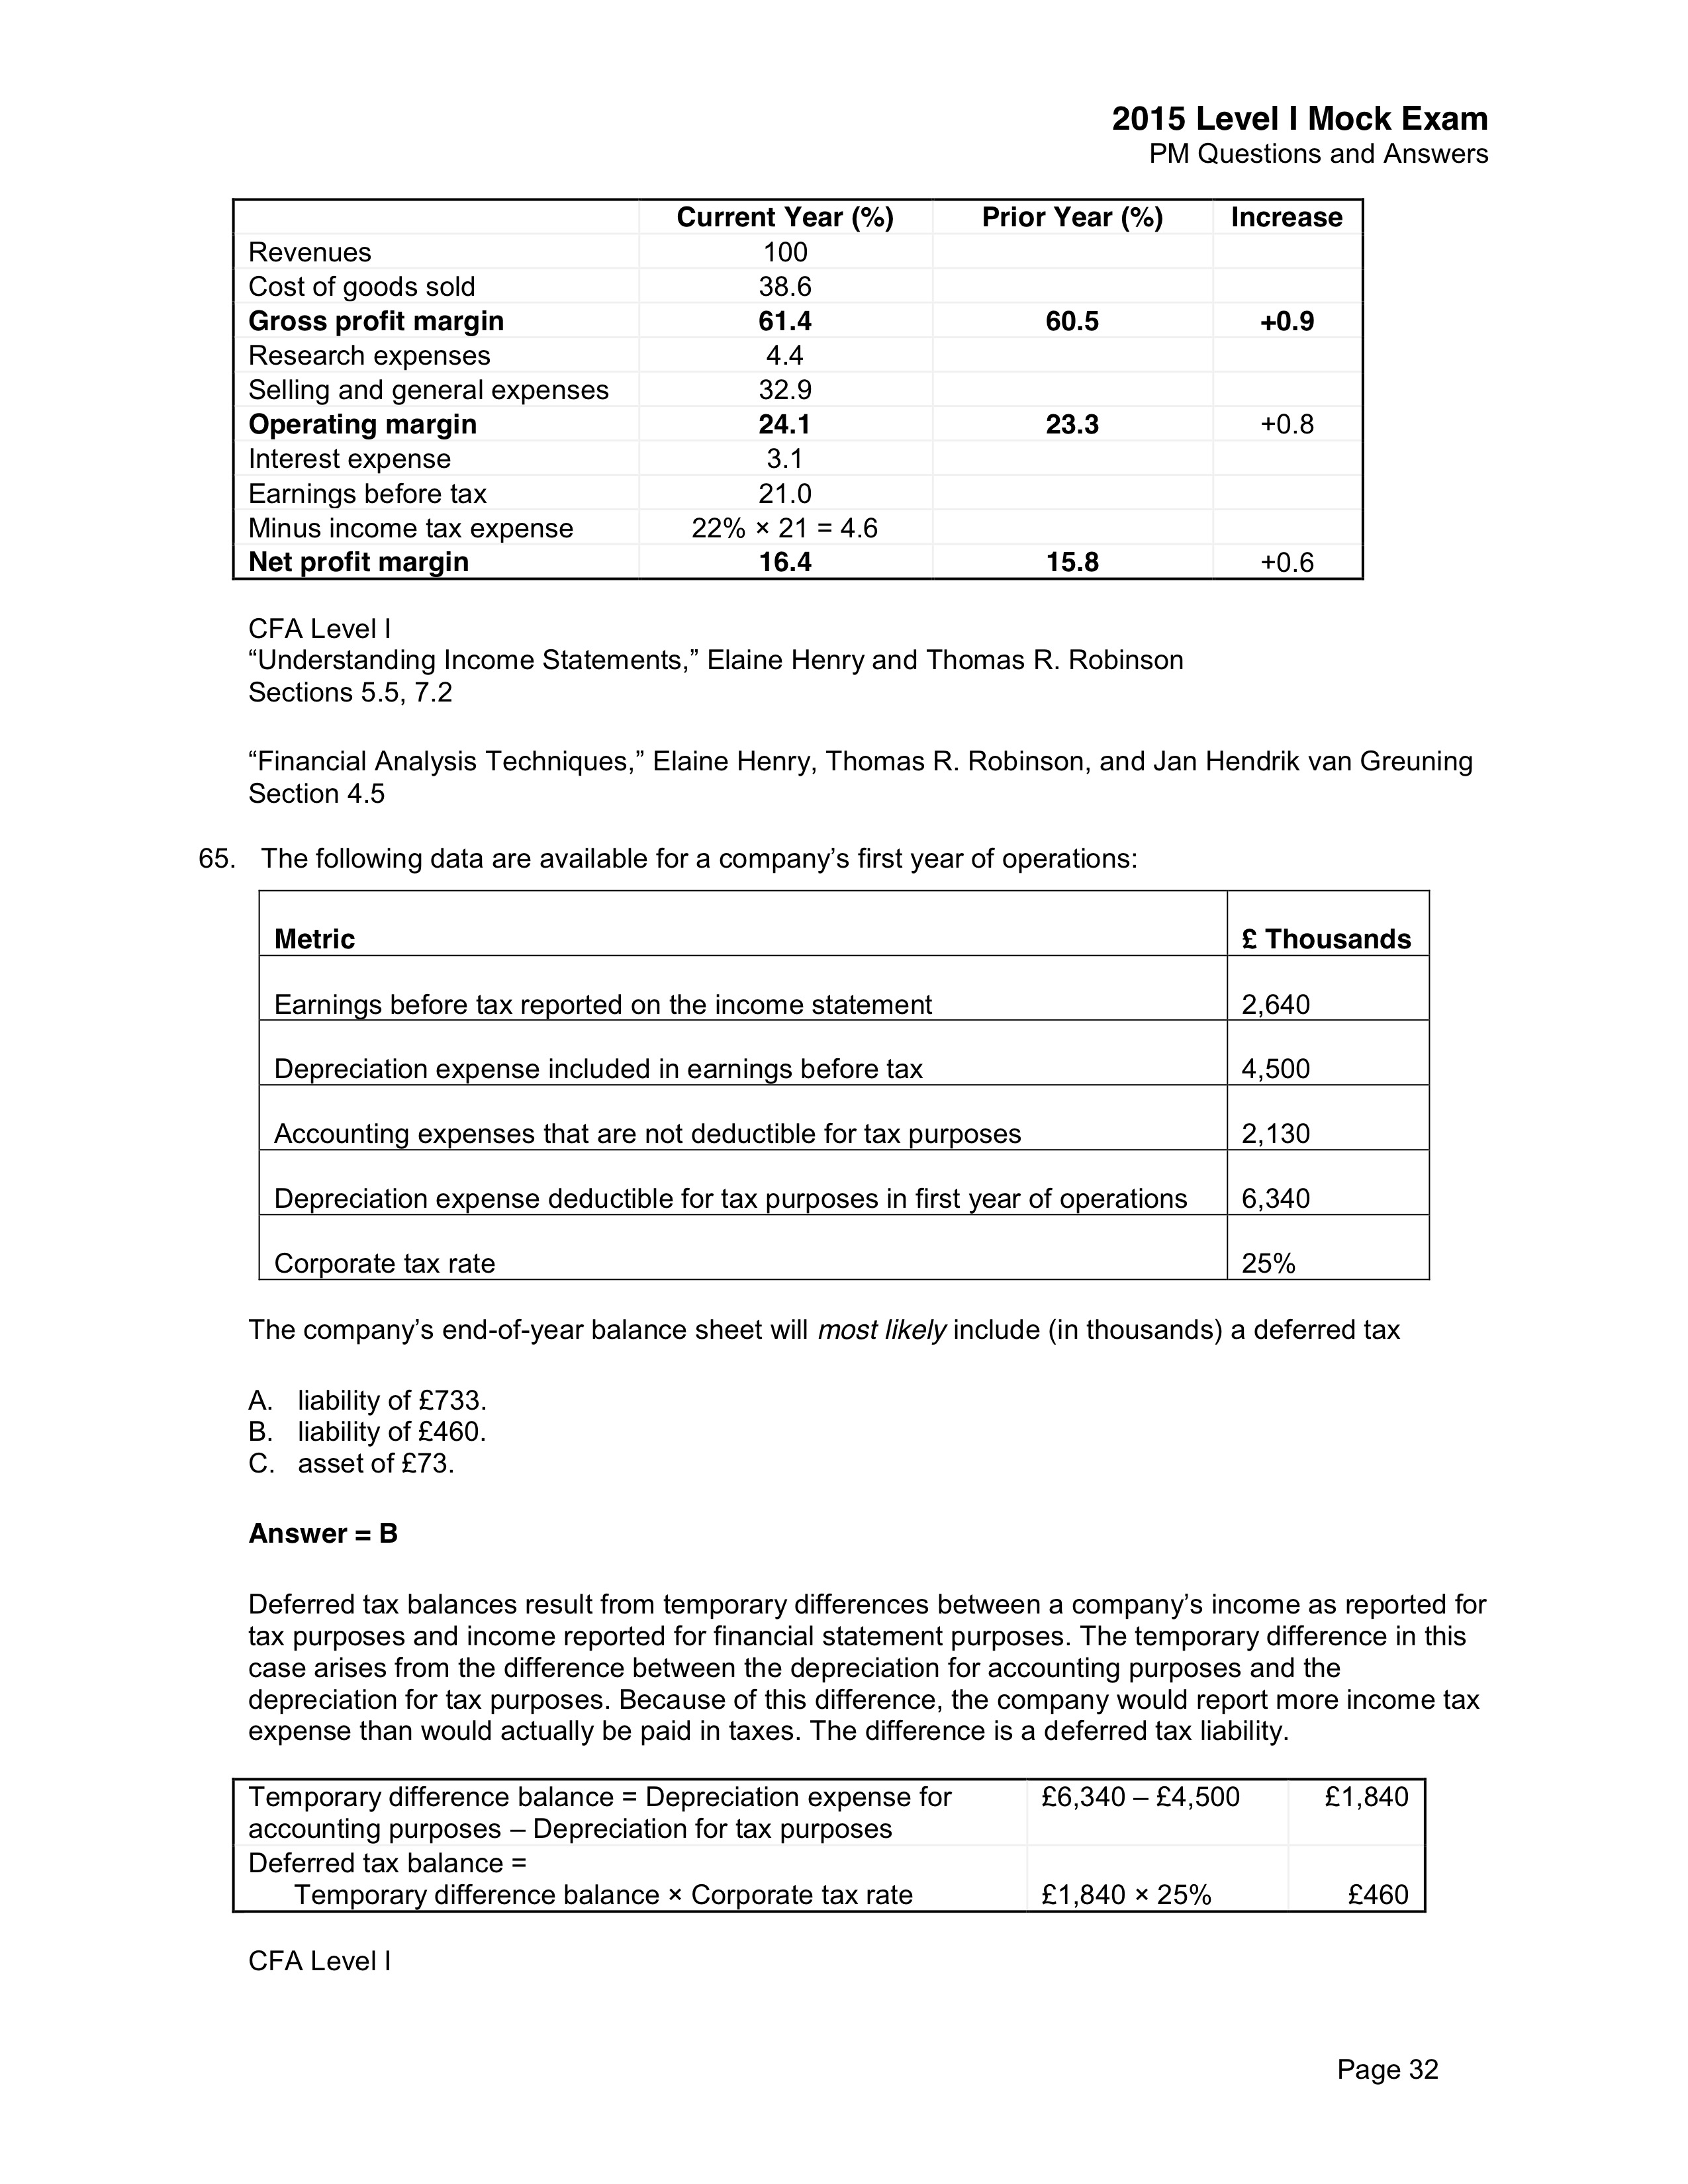 2015 Level I Mock Exam
PM Questions and Answers
Current Year (%) Prior Year (%) Increase
Revenues 100
Cost of goods sold 38.6
Gross profit margin 61.4 60.5 +0.9
Research expenses 4.4
Selling and general expenses 32.9
Operating margin 24.1 23.3 +0.8
Interest expense 3.1
Earnings before tax 21.0
Minus income tax expense 22% × 21 = 4.6
Net profit margin 16.4 15.8 +0.6
CFA Level I
“Understanding Income Statements,” Elaine Henry and Thomas R. Robinson
Sections 5.5, 7.2
“Financial Analysis Techniques,” Elaine Henry, Thomas R. Robinson, and Jan Hendrik van Greuning
Section 4.5
65. The following data are available for a company’s first year of operations:
Metric £ Thousands
Earnings before tax reported on the income statement 2,640
Depreciation expense included in earnings before tax 4,500
Accounting expenses that are not deductible for tax purposes 2,130
Depreciation expense deductible for tax purposes in first year of operations 6,340
Corporate tax rate 25%
The company’s end-of-year balance sheet will most likely include (in thousands) a deferred tax
A. liability of £733.
B. liability of £460.
C. asset of £73.
Answer = B
Deferred tax balances result from temporary differences between a company’s income as reported for
tax purposes and income reported for financial statement purposes. The temporary difference in this
case arises from the difference between the depreciation for accounting purposes and the
depreciation for tax purposes. Because of this difference, the company would report more income tax
expense than would actually be paid in taxes. The difference is a deferred tax liability.
Temporary difference balance = Depreciation expense for £6,340 – £4,500 £1,840
accounting purposes – Depreciation for tax purposes
Deferred tax balance =
Temporary difference balance × Corporate tax rate £1,840 × 25% £460
CFA Level I
Page 32